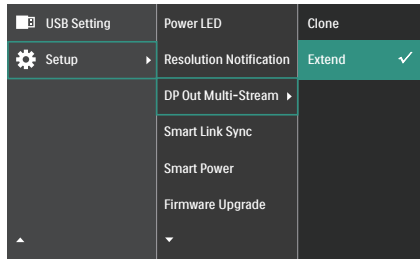 USB Setting
Setup
Power LED
Resolution Notification
DP Out Multi-Stream
Smart Link Sync
Smart Power
Firmware Upgrade
Clone
Extend